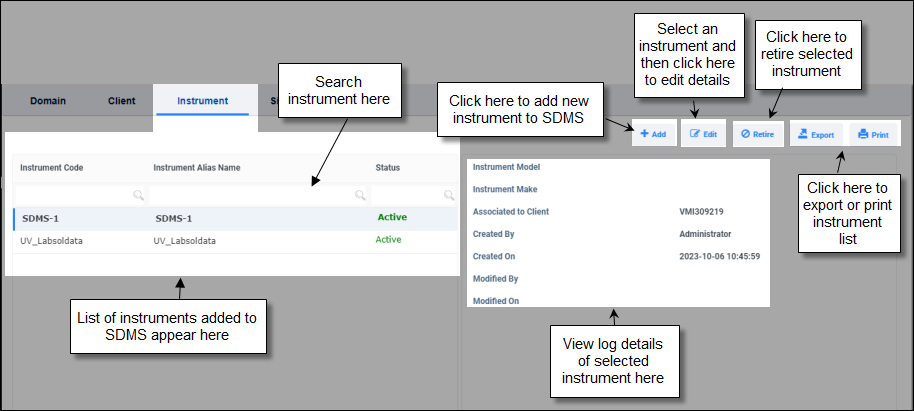 Select an
instrument and
then click here
to edit details
Click here to
retire selected
instrument
Search
instrument here
Click here to add new
instrument to SDMS
Domain Client Instrument
Add Edit Retire Export Print
Instrument Code Instrument Alias Name Status
SDMS-1 SDMS-1 Active
UV_Labsoldata UV_Labsoldata Active
Instrument Model
Instrument Make
Associated to Client VMI309219
Created By Administrator
Created On 2023-10-06 10:45:59
Modified By
Modified On
Click here to
export or print
instrument
list
List of instruments added to
SDMS appear here
View log details
of selected
instrument here